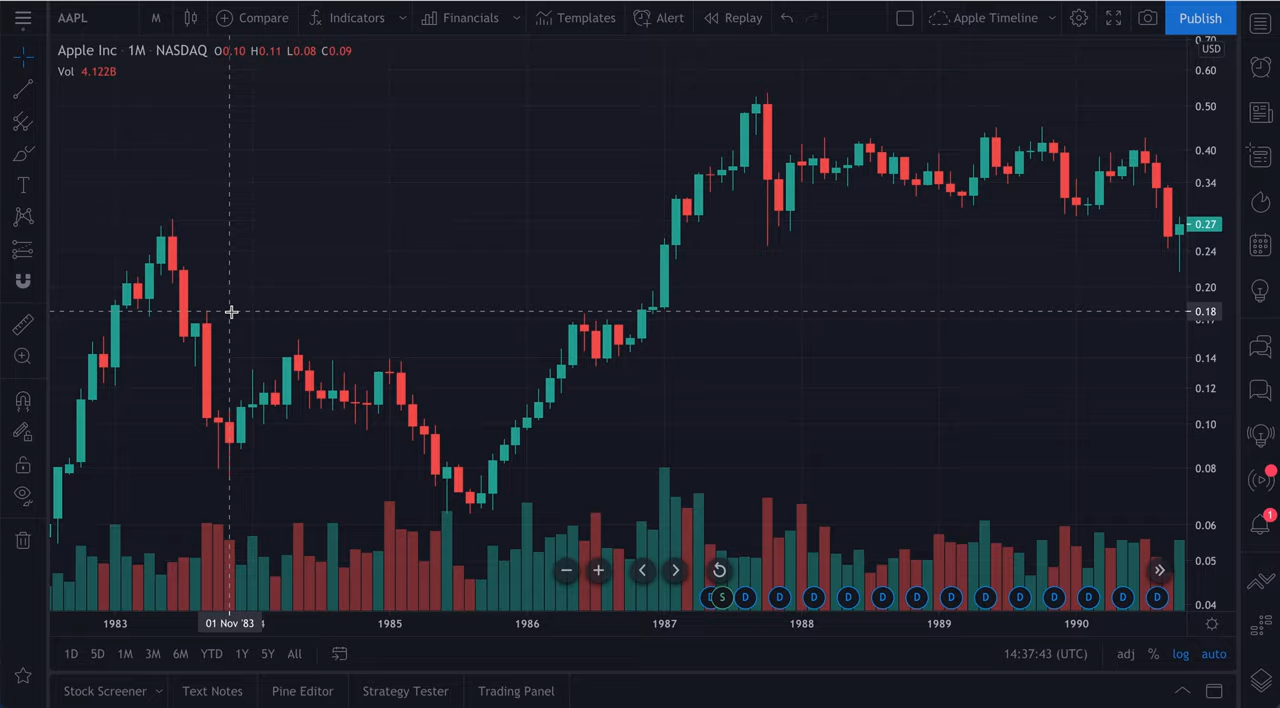 AAPL M Compare Indicators Financials Templates Alert Replay Apple Timeline Publish
Apple Inc · 1M · NASDAQ O0.10 H0.11 L0.08 C0.09
Vol 4.122B
USD
0.60
0.50
0.40
0.34
0.27
0.24
0.20
0.18
0.14
0.12
0.10
0.08
0.06
0.05
0.04
D S D D D D D D D D D D D D D
1983 01 Nov '83 1985 1986 1987 1988 1989 1990
1D 5D 1M 3M 6M YTD 1Y 5Y All 14:37:43 (UTC) adj % log auto
Stock Screener Text Notes Pine Editor Strategy Tester Trading Panel
1